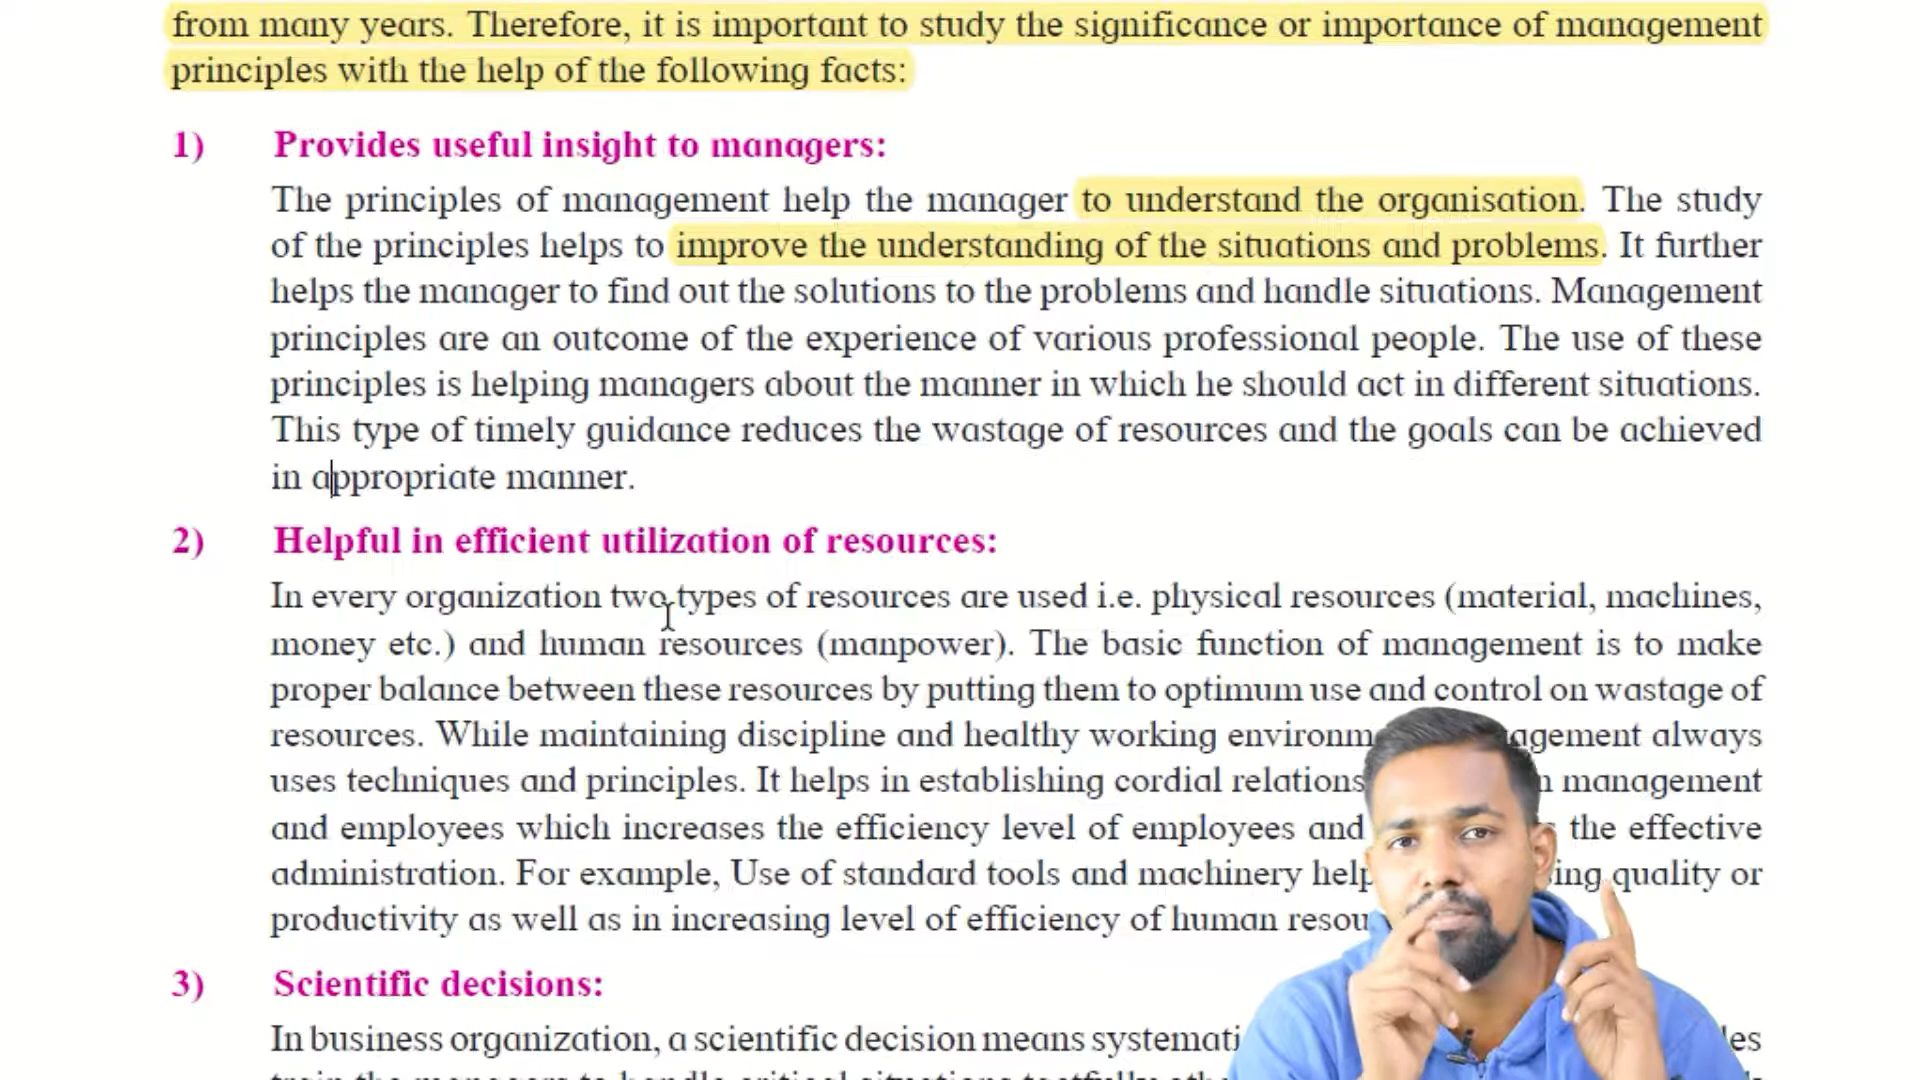 from many years. Therefore, it is important to study the significance or importance of management
principles with the help of the following facts:
1) Provides useful insight to managers:
The principles of management help the manager to understand the organisation. The study
of the principles helps to improve the understanding of the situations and problems. It further
helps the manager to find out the solutions to the problems and handle situations. Management
principles are an outcome of the experience of various professional people. The use of these
principles is helping managers about the manner in which he should act in different situations.
This type of timely guidance reduces the wastage of resources and the goals can be achieved
in appropriate manner.
2) Helpful in efficient utilization of resources:
In every organization two types of resources are used i.e. physical resources (material, machines,
money etc.) and human resources (manpower). The basic function of management is to make
proper balance between these resources by putting them to optimum use and control on wastage of
resources. While maintaining discipline and healthy working always
uses techniques and principles. It helps in establishing cordial management
and employees which increases the efficiency level of employees and the effective
administration. For example, Use of standard tools and machinery quality or
productivity as well as in increasing level of efficiency of human
3) Scientific decisions:
In business organization, a scientific decision means